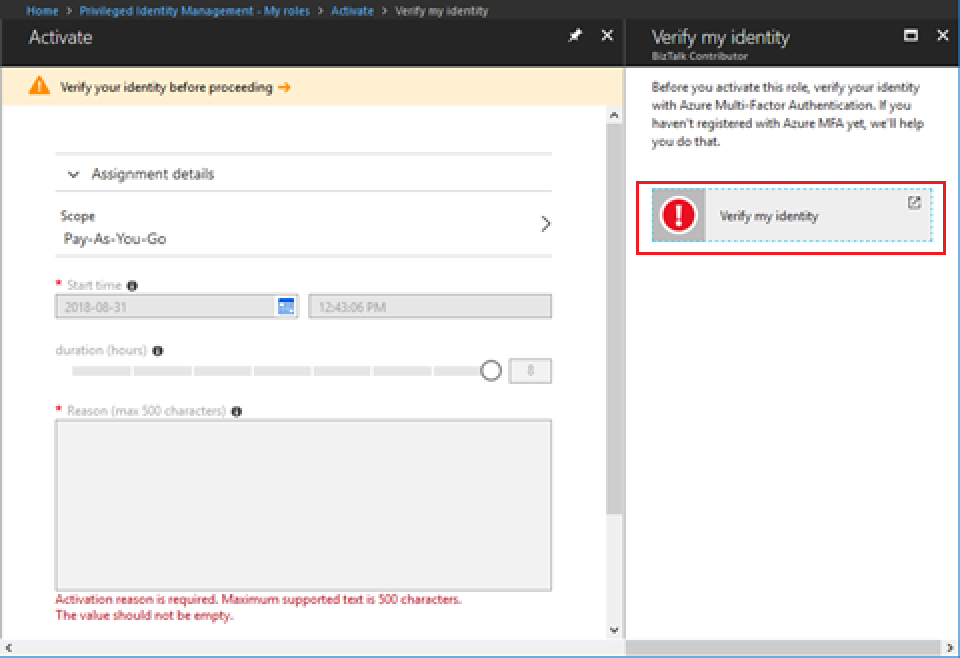 Home > Privileged Identity Management - My roles > Activate > Verify my identity
Activate
Verify your identity before proceeding →
Assignment details
Scope
Pay-As-You-Go
* Start time
2018-08-31
12:43:06 PM
duration (hours)
8
* Reason (max 500 characters)
Activation reason is required. Maximum supported text is 500 characters.
The value should not be empty.
Verify my identity
BizTalk Contributor
Before you activate this role, verify your identity
with Azure Multi-Factor Authentication. If you
haven't registered with Azure MFA yet, we'll help
you do that.
Verify my identity